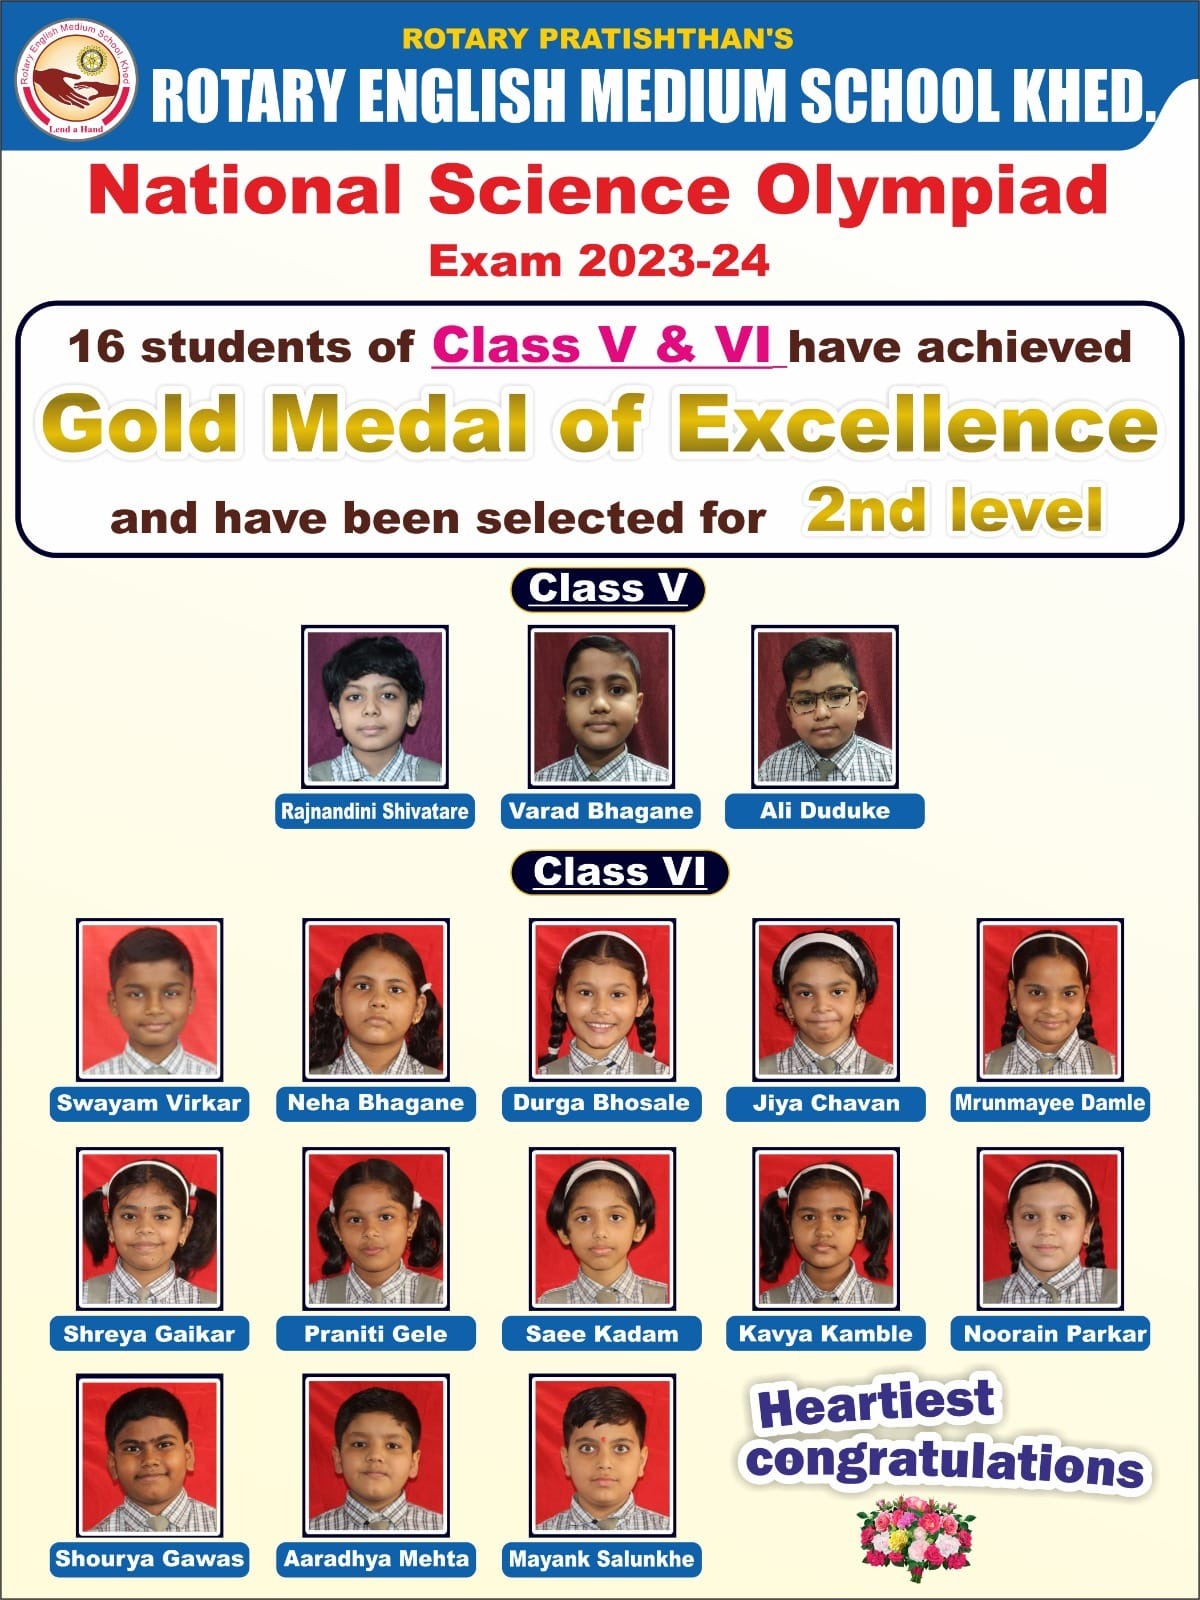 Rotary English Medium School, Khed
Lend a Hand
ROTARY PRATISHTHAN'S
ROTARY ENGLISH MEDIUM SCHOOL KHED.
National Science Olympiad
Exam 2023-24
16 students of Class V & VI have achieved
Gold Medal of Excellence
and have been selected for 2nd level
Class V
Rajnandini Shivatare Varad Bhagane Ali Duduke
Class VI
Swayam Virkar Neha Bhagane Durga Bhosale Jiya Chavan Mrunmayee Damle
Shreya Gaikar Praniti Gele Saee Kadam Kavya Kamble Noorain Parkar
Shourya Gawas Aaradhya Mehta Mayank Salunkhe
Heartiest
congratulations